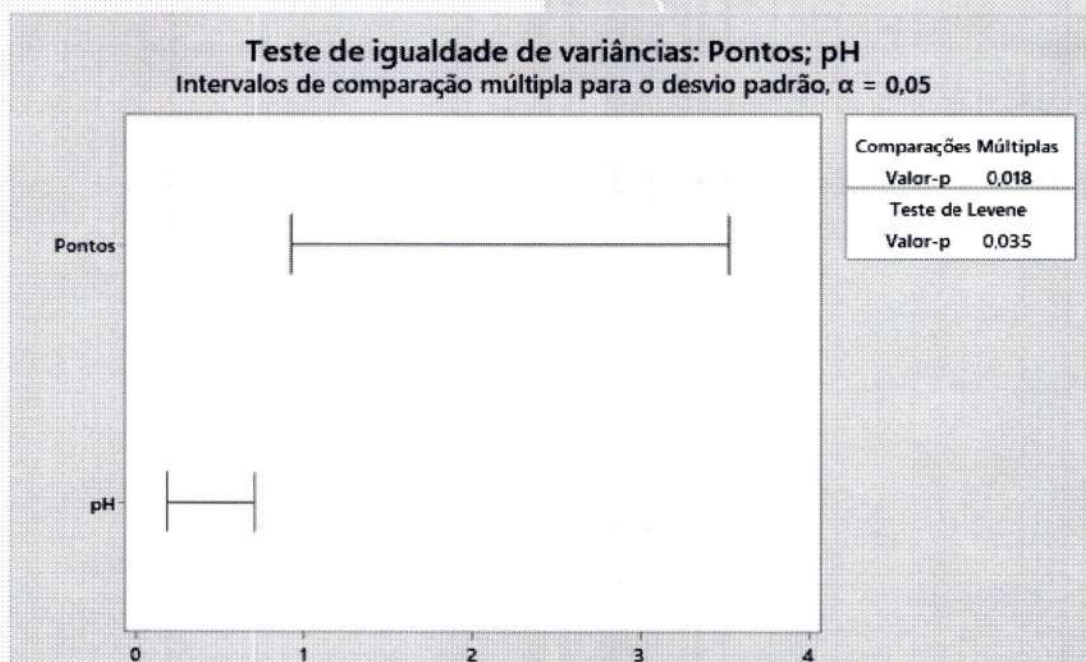 Teste de igualdade de variâncias: Pontos; pH
Intervalos de comparação múltipla para o desvio padrão, α = 0,05
Comparações Múltiplas
Valor-p 0,018
Teste de Levene
Valor-p 0,035
Pontos
pH
0 1 2 3 4